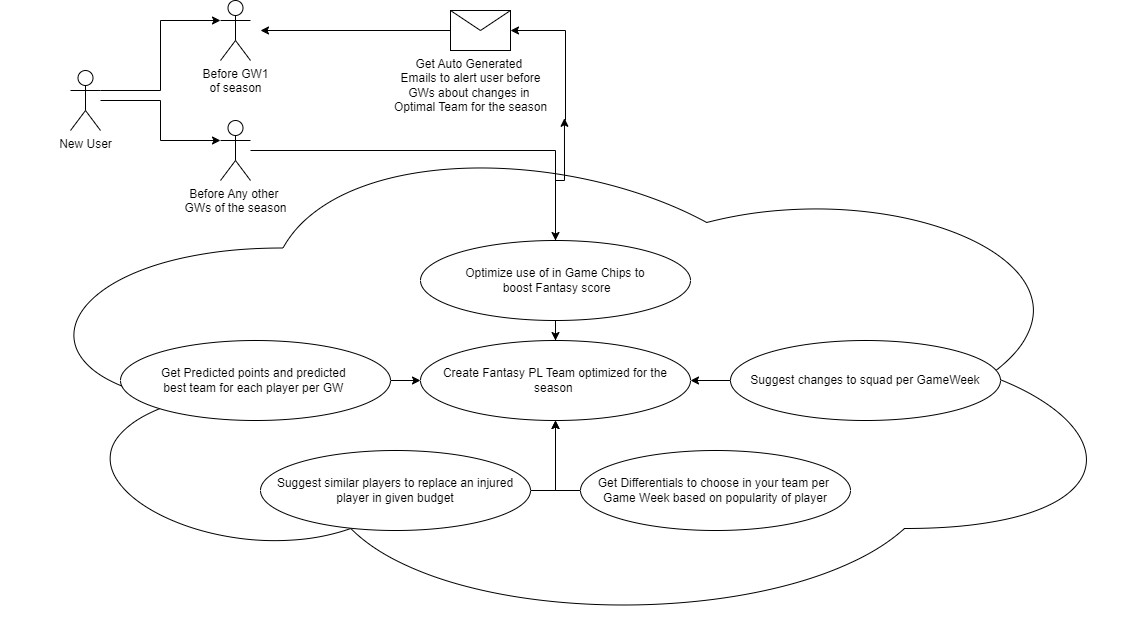 Get Auto Generated
Emails to alert user before
GWs about changes in
Optimal Team for the season
Before GW1
of season
New User
Before Any other
GWs of the season
Optimize use of in Game Chips to
boost Fantasy score
Get Predicted points and predicted
best team for each player per GW
Create Fantasy PL Team optimized for the
season
Suggest changes to squad per GameWeek
Suggest similar players to replace an injured
player in given budget
Get Differentials to choose in your team per
Game Week based on popularity of player